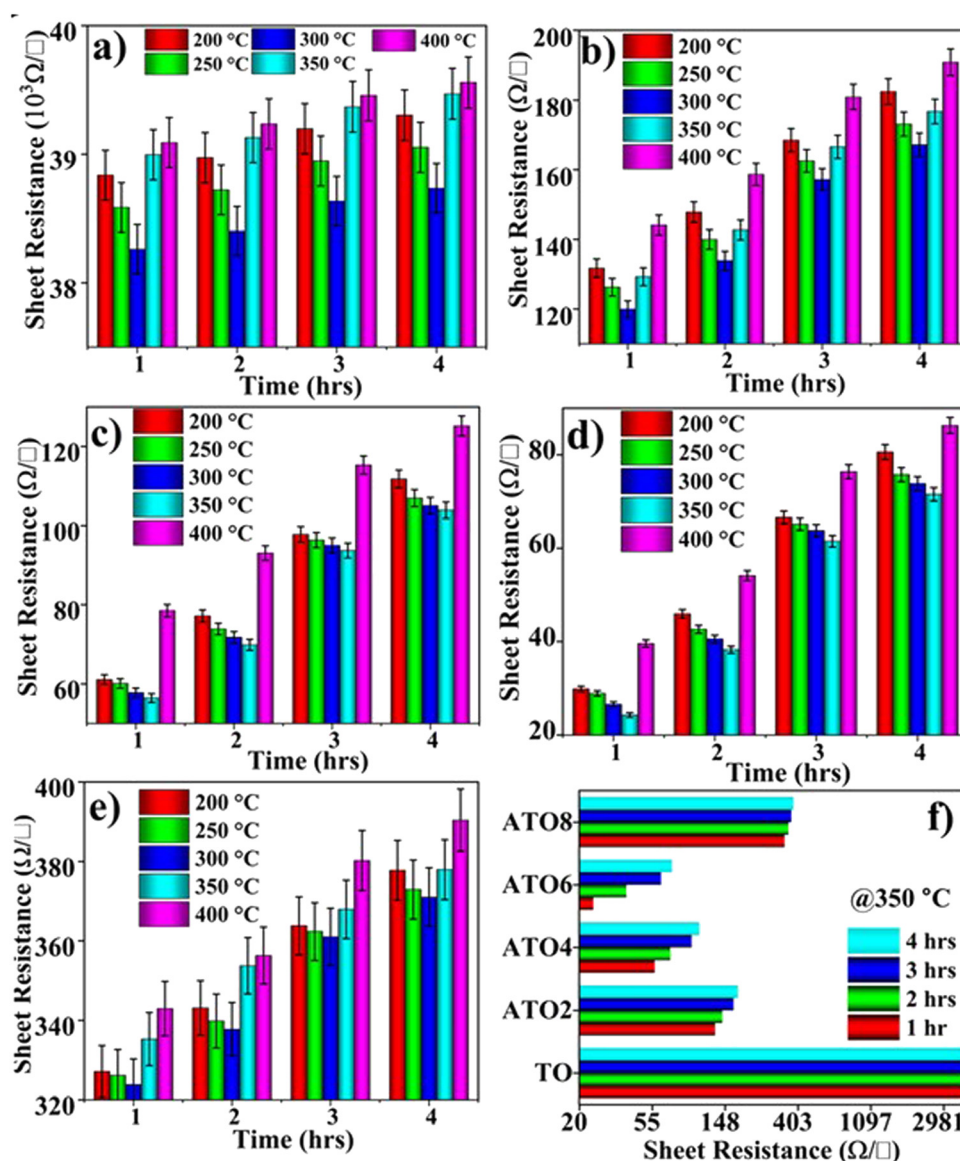 a)
200 °C 300 °C 400 °C
250 °C 350 °C
Sheet Resistance (10³Ω/□)
40
39
38
1 2 3 4
Time (hrs)
b)
200 °C
250 °C
300 °C
350 °C
400 °C
Sheet Resistance (Ω/□)
200
180
160
140
120
1 2 3 4
Time (hrs)
c)
200 °C
250 °C
300 °C
350 °C
400 °C
Sheet Resistance (Ω/□)
120
100
80
60
1 2 3 4
Time (hrs)
d)
200 °C
250 °C
300 °C
350 °C
400 °C
Sheet Resistance (Ω/□)
80
60
40
20
1 2 3 4
Time (hrs)
e)
200 °C
250 °C
300 °C
350 °C
400 °C
Sheet Resistance (Ω/□)
400
380
360
340
320
1 2 3 4
Time (hrs)
f)
@350 °C
4 hrs
3 hrs
2 hrs
1 hr
ATO8
ATO6
ATO4
ATO2
TO
20 55 148 403 1097 2981
Sheet Resistance (Ω/□)